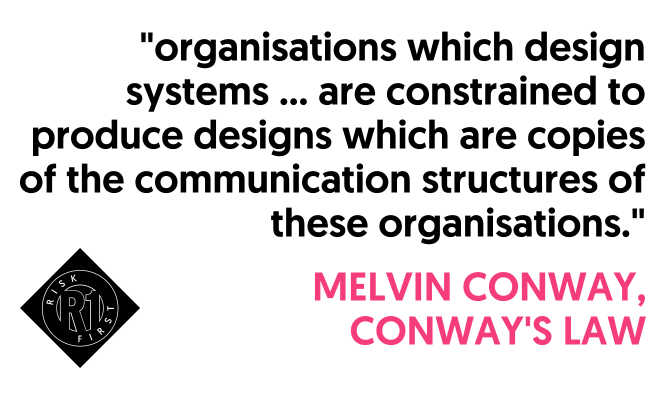 "organisations which design
systems ... are constrained to
produce designs which are copies
of the communication structures of
these organisations."
MELVIN CONWAY,
CONWAY'S LAW
RISK
R1
FIRST